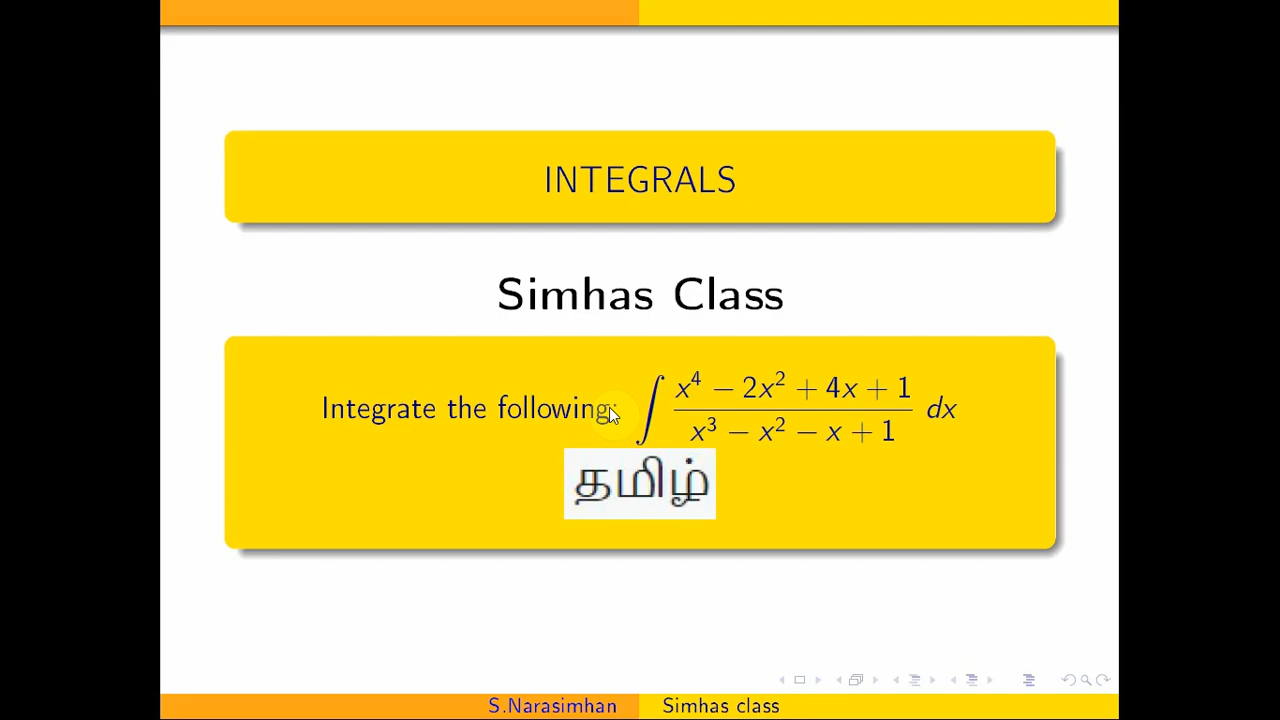 INTEGRALS
Simhas Class
Integrate the following: ∫ (x⁴ − 2x² + 4x + 1)/(x³ − x² − x + 1) dx
தமிழ்
S.Narasimhan Simhas class